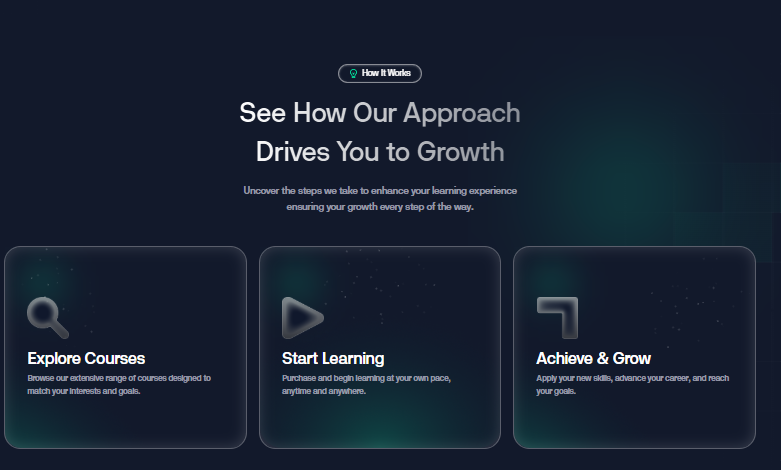 How It Works
See How Our Approach
Drives You to Growth
Uncover the steps we take to enhance your learning experience
ensuring your growth every step of the way.
Explore Courses
Browse our extensive range of courses designed to
match your interests and goals.
Start Learning
Purchase and begin learning at your own pace,
anytime and anywhere.
Achieve & Grow
Apply your new skills, advance your career, and reach
your goals.